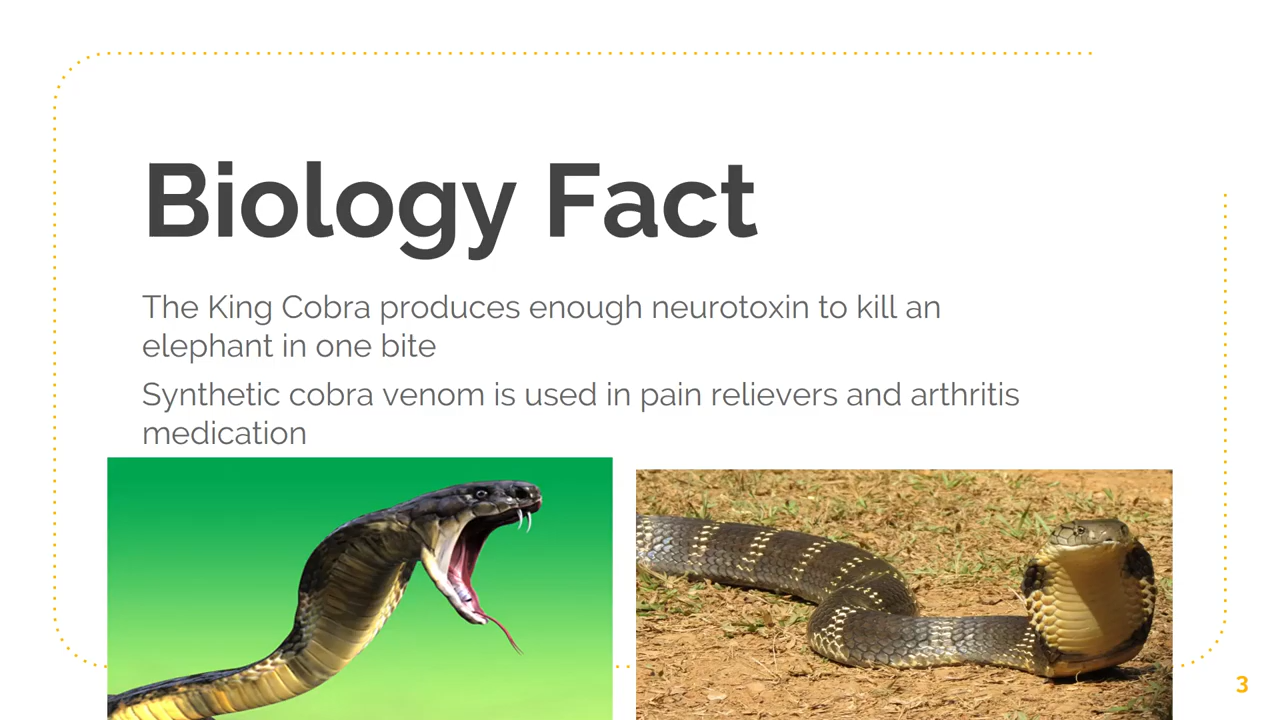 Biology Fact
The King Cobra produces enough neurotoxin to kill an
elephant in one bite
Synthetic cobra venom is used in pain relievers and arthritis
medication
3